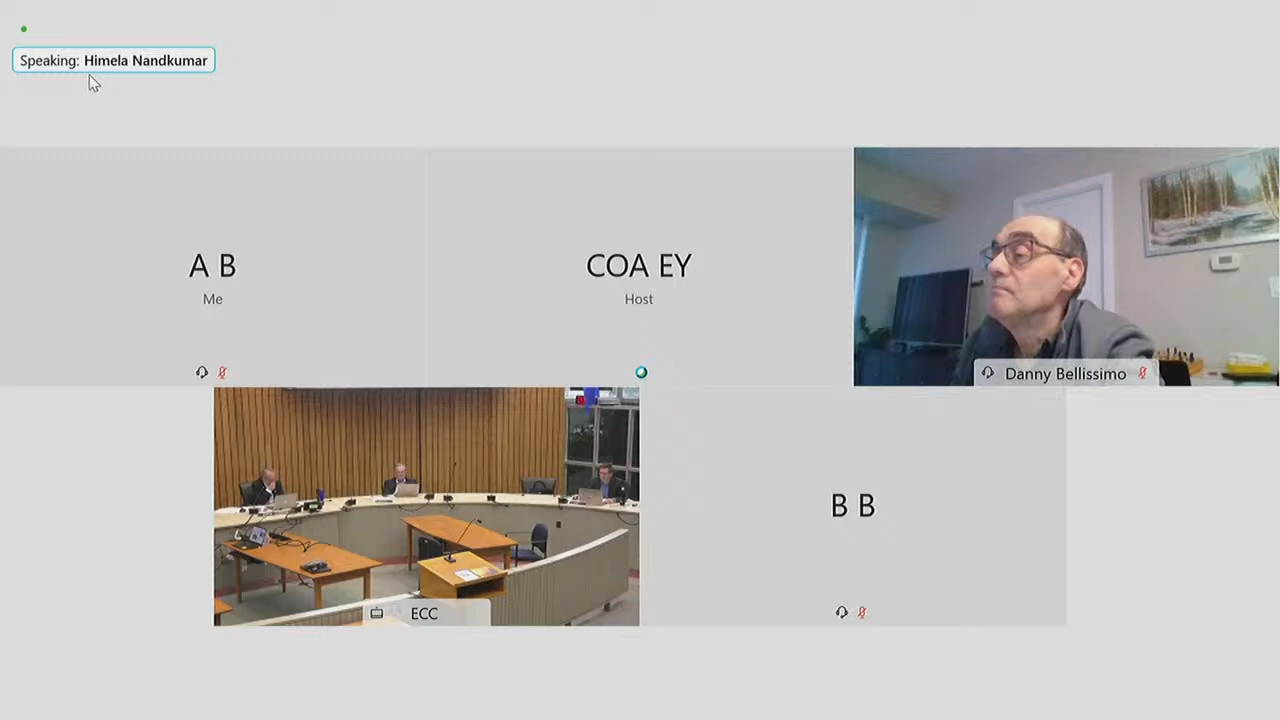 Speaking: Himela Nandkumar
A B
Me
COA EY
Host
Danny Bellissimo
ECC
B B